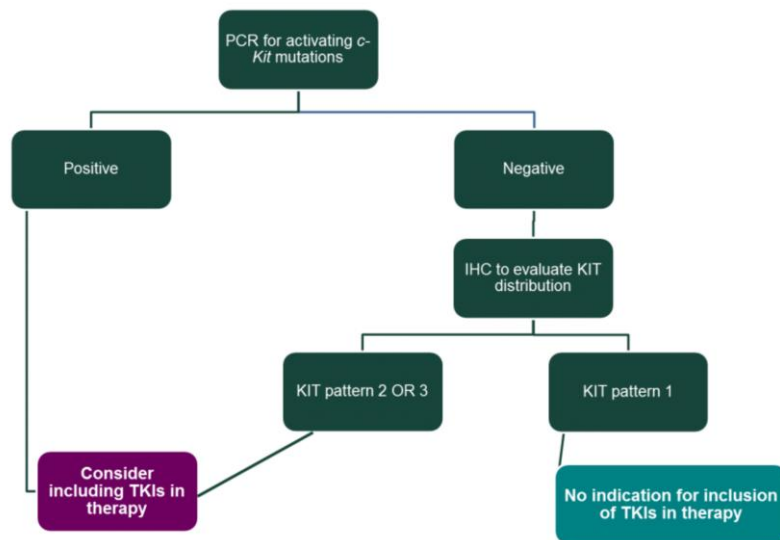 PCR for activating c-
Kit mutations
Positive
Negative
IHC to evaluate KIT
distribution
KIT pattern 2 OR 3
KIT pattern 1
Consider
including TKIs in
therapy
No indication for inclusion
of TKIs in therapy